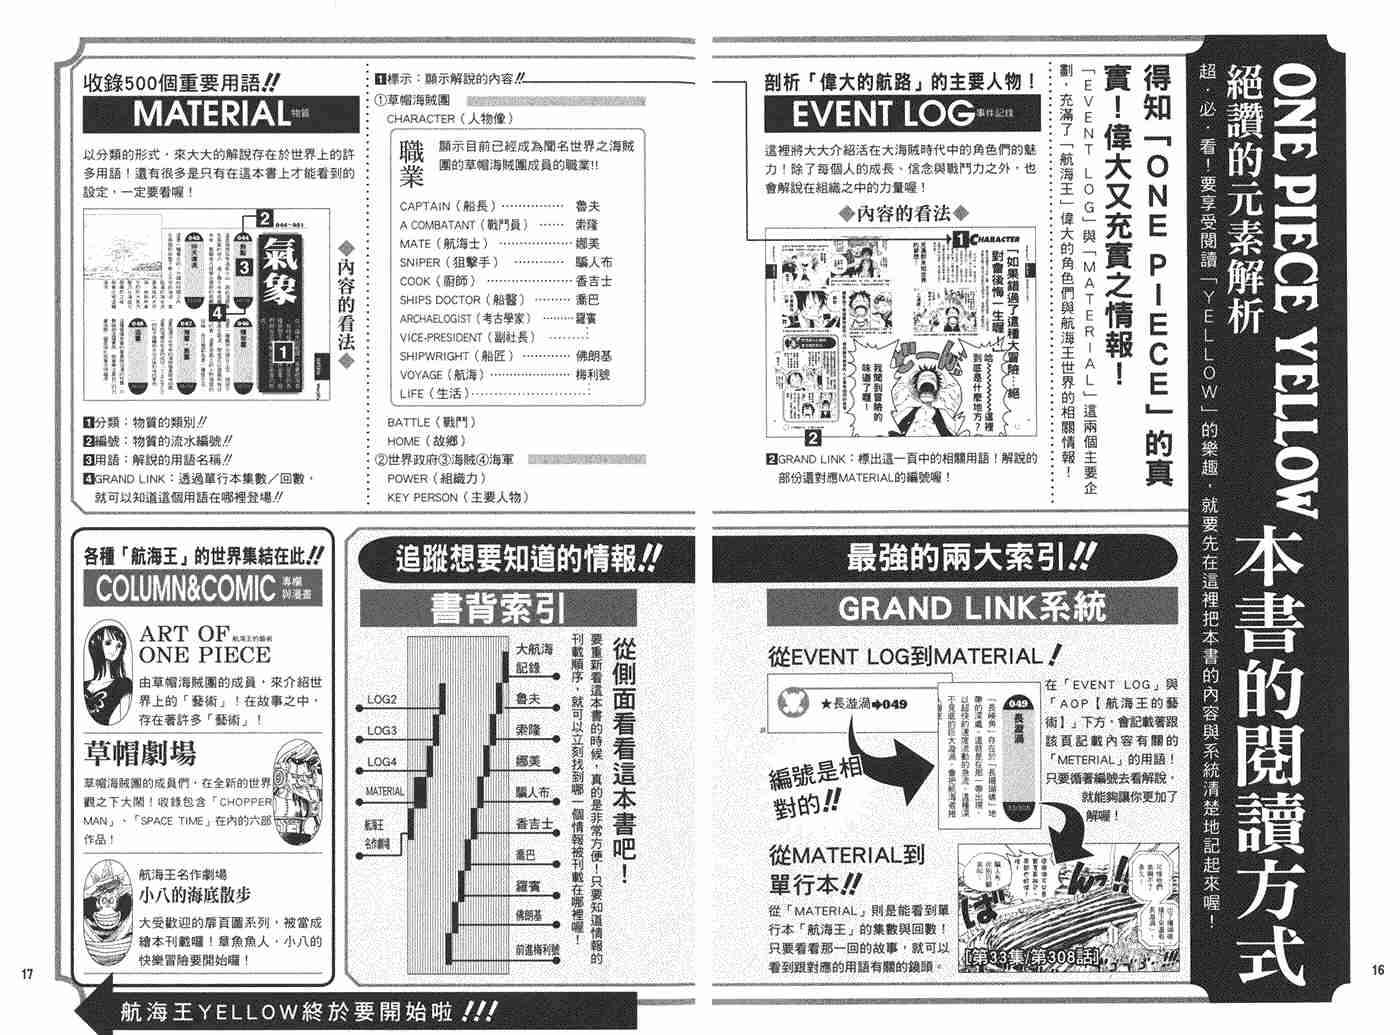 ONE PIECE YELLOW 本書的閱讀方式
絕讚的元素解析
超．必．看！要享受閱讀「YELLOW」的樂趣，就要先在這裡把本書的內容與系統清楚地記起來喔！
得知「ONE PIECE」的真
實！偉大又充實之情報！
「EVENT LOG」與「MATERIAL」這兩個主要企
劃，充滿了「航海王」偉大的角色們與航海王世界的相關情報！
剖析「偉大的航路」的主要人物！
EVENT LOG 事件記錄
這裡將大大介紹活在大海賊時代中的角色們的魅
力！除了每個人的成長、信念與戰鬥力之外，也
會解說在組織之中的力量喔！
◆內容的看法◆
1 CHARACTER
「如果錯過了這種大冒險…絕
對會後悔一生喔！
哈…這裡
到底是什麼地方？
我聞到冒險的
味道了喔！
2
2 GRAND LINK：標出這一頁中的相關用語！解說的
部份還對應MATERIAL的編號喔！
1 標示：顯示解說的內容!!
①草帽海賊團
CHARACTER（人物像）
職業
顯示目前已經成為聞名世界之海賊
團的草帽海賊團成員的職業!!
CAPTAIN（船長）………… 魯夫
A COMBATANT（戰鬥員）…… 索隆
MATE（航海士）………… 娜美
SNIPER（狙擊手）………… 騙人布
COOK（廚師）………… 香吉士
SHIPS DOCTOR（船醫）……… 喬巴
ARCHAELOGIST（考古學家）……… 羅賓
VICE-PRESIDENT（副社長）………
SHIPWRIGHT（船匠）……… 佛朗基
VOYAGE（航海）………… 梅利號
LIFE（生活）…………
BATTLE（戰鬥）
HOME（故鄉）
②世界政府③海賊④海軍
POWER（組織力）
KEY PERSON（主要人物）
收錄500個重要用語!!
MATERIAL 物質
以分類的形式，來大大的解說存在於世界上的許
多用語！還有很多是只有在這本書上才能看到的
設定，一定要看喔！
◆內容的看法◆
氣象
1
2
3
4
1 分類：物質的類別!!
2 編號：物質的流水編號!!
3 用語：解說的用語名稱!!
4 GRAND LINK：透過單行本集數／回數，
就可以知道這個用語在哪裡登場!!
最強的兩大索引!!
GRAND LINK系統
從EVENT LOG到MATERIAL！
★長漩渦➡049
049
長漩渦
33/308
編號是相
對的!!
在「EVENT LOG」與
「AOP【航海王的藝
術】」下方，會記載著跟
該頁記載內容有關的
「METERIAL」的用語！
只要循著編號去看解說，
就能夠讓你更加了
解喔！
從MATERIAL到
單行本!!
從「MATERIAL」則是能看到單
行本「航海王」的集數與回數！
只要看看那一回的故事，就可以
看到跟對應的用語有關的鏡頭。
[第33集/第308話]
追蹤想要知道的情報!!
書背索引
從側面看看這本書吧！
要重新看這本書的時候，真的是非常方便！只要知道情報的
刊載順序，就可以立刻找到哪一個情報被刊載在哪裡喔！
大航海
記錄
魯夫
索隆
娜美
騙人布
香吉士
喬巴
羅賓
佛朗基
前進梅利號
LOG2
LOG3
LOG4
MATERIAL
航海王
名作劇場
各種「航海王」的世界集結在此!!
COLUMN&COMIC 專欄與漫畫
ART OF 航海王的藝術
ONE PIECE
由草帽海賊團的成員，來介紹世
界上的「藝術」！在故事之中，
存在著許多「藝術」！
草帽劇場
草帽海賊團的成員們，在全新的世界
觀之下大鬧！收錄包含「CHOPPER
MAN」、「SPACE TIME」在內的六部
作品！
航海王名作劇場
小八的海底散步
大受歡迎的扉頁圖系列，被當成
繪本刊載囉！章魚魚人．小八的
快樂冒險要開始囉！
航海王YELLOW終於要開始啦!!!
17
16